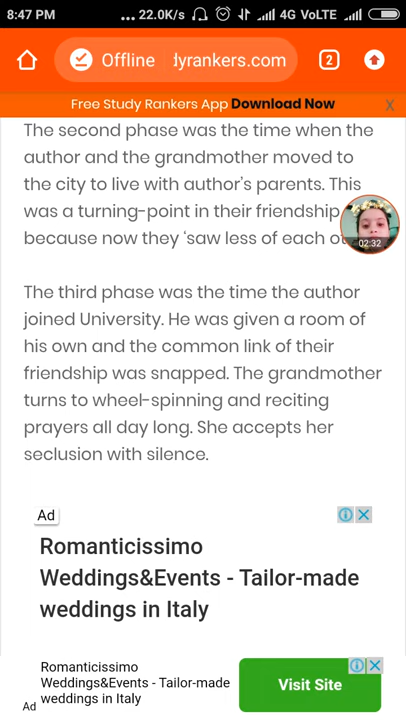 8:47 PM ... 22.0K/s 4G VoLTE
Offline dyrankers.com 2
Free Study Rankers App Download Now X
The second phase was the time when the
author and the grandmother moved to
the city to live with author's parents. This
was a turning-point in their friendship
because now they 'saw less of each
02:32
The third phase was the time the author
joined University. He was given a room of
his own and the common link of their
friendship was snapped. The grandmother
turns to wheel-spinning and reciting
prayers all day long. She accepts her
seclusion with silence.
Ad
Romanticissimo
Weddings&Events - Tailor-made
weddings in Italy
Romanticissimo
Weddings&Events - Tailor-made
Ad weddings in Italy
Visit Site